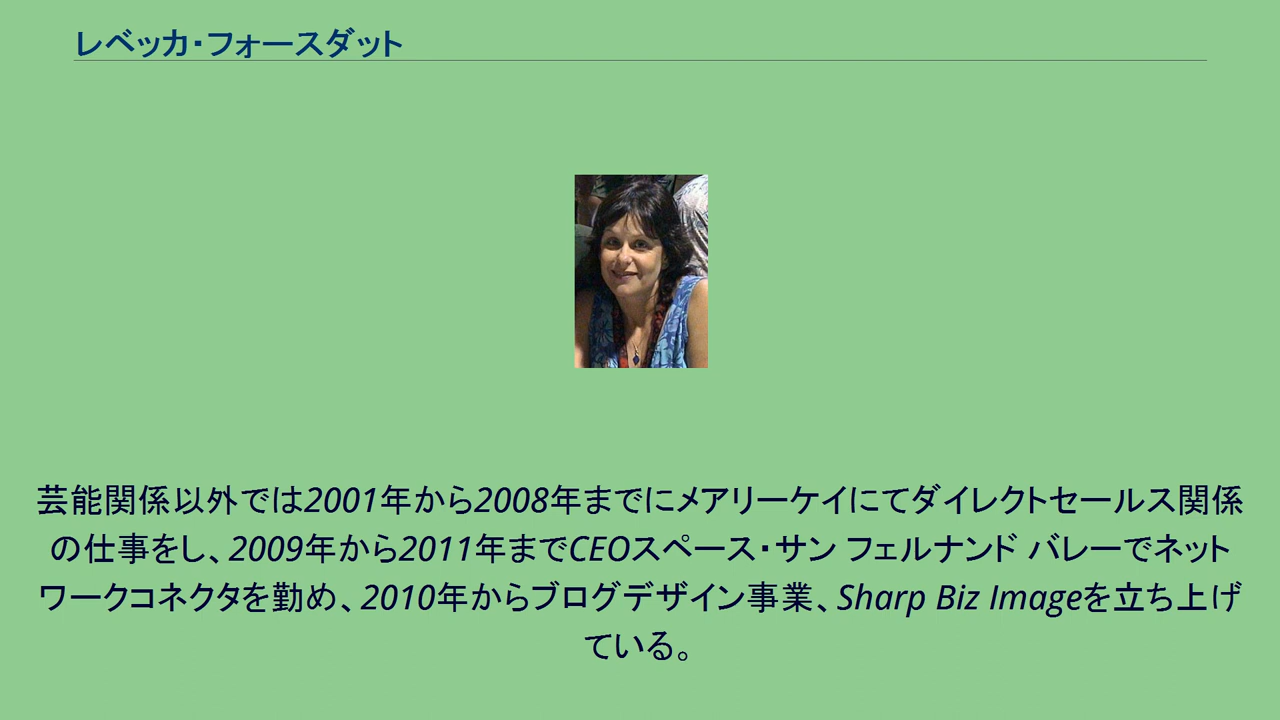 レベッカ・フォースダット
芸能関係以外では2001年から2008年までにメアリーケイにてダイレクトセールス関係
の仕事をし、2009年から2011年までCEOスペース・サン フェルナンド バレーでネット
ワークコネクタを勤め、2010年からブログデザイン事業、Sharp Biz Imageを立ち上げ
ている。